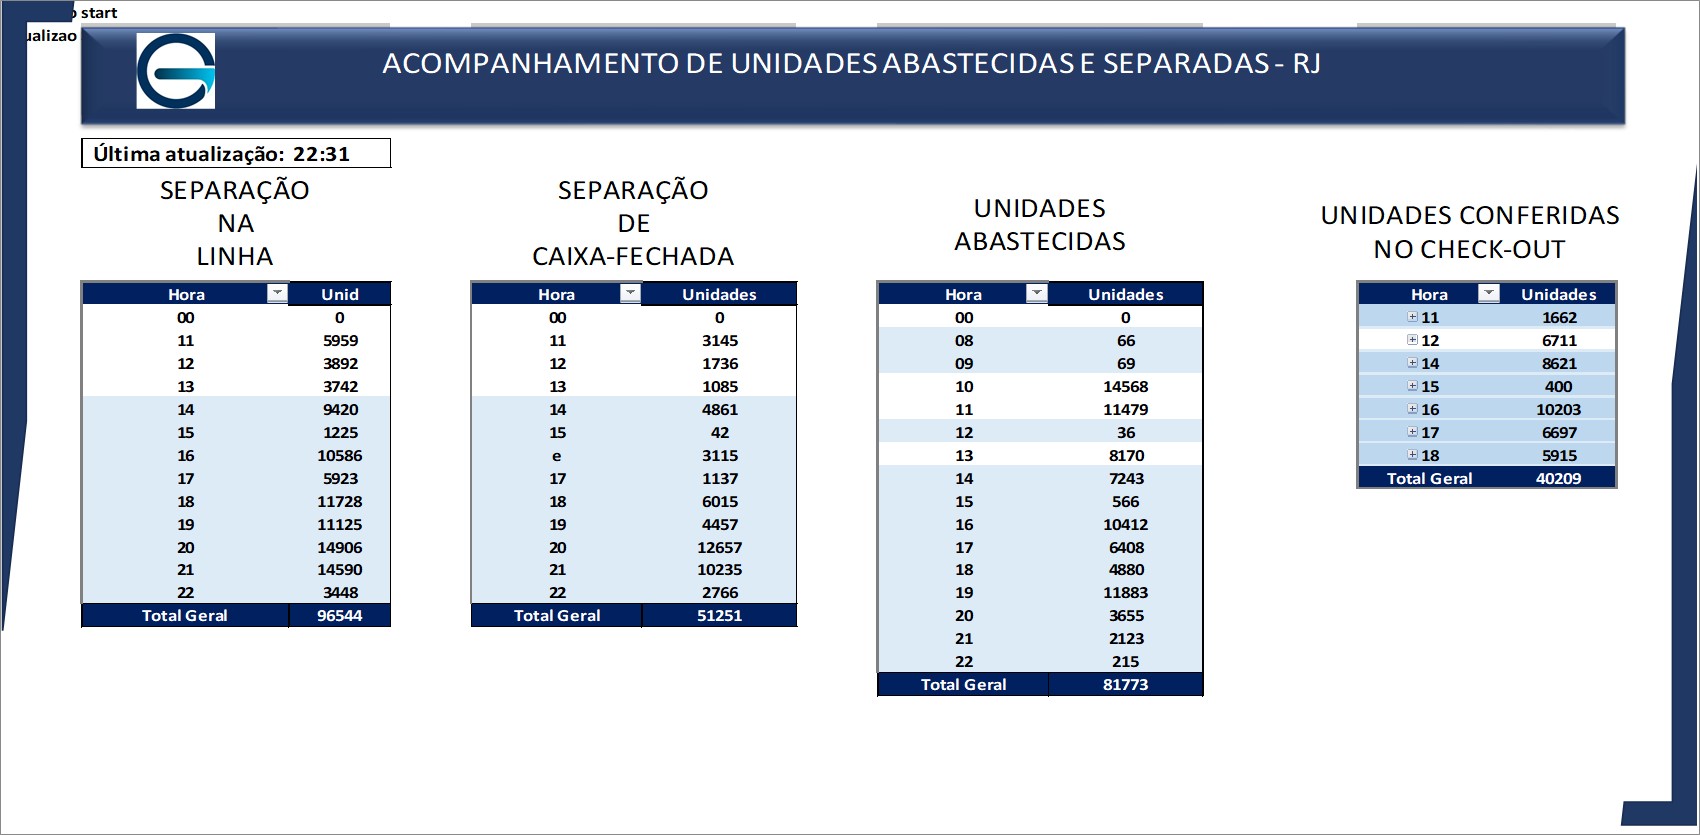 start
ualizao
ACOMPANHAMENTO DE UNIDADES ABASTECIDAS E SEPARADAS - RJ
Última atualização: 22:31
SEPARAÇÃO
NA
LINHA
Hora Unid
00 0
11 5959
12 3892
13 3742
14 9420
15 1225
16 10586
17 5923
18 11728
19 11125
20 14906
21 14590
22 3448
Total Geral 96544
SEPARAÇÃO
DE
CAIXA-FECHADA
Hora Unidades
00 0
11 3145
12 1736
13 1085
14 4861
15 42
e 3115
17 1137
18 6015
19 4457
20 12657
21 10235
22 2766
Total Geral 51251
UNIDADES
ABASTECIDAS
Hora Unidades
00 0
08 66
09 69
10 14568
11 11479
12 36
13 8170
14 7243
15 566
16 10412
17 6408
18 4880
19 11883
20 3655
21 2123
22 215
Total Geral 81773
UNIDADES CONFERIDAS
NO CHECK-OUT
Hora Unidades
11 1662
12 6711
14 8621
15 400
16 10203
17 6697
18 5915
Total Geral 40209